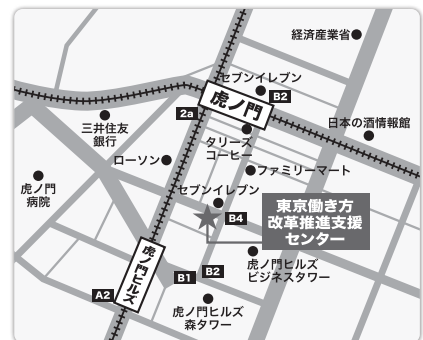 経済産業省
セブンイレブン
B2
虎ノ門
2a
日本の酒情報館
三井住友
銀行
タリーズ
コーヒー
ローソン
ファミリーマート
虎ノ門
病院
セブンイレブン
東京働き方
改革推進支援
センター
B4
虎ノ門ヒルズ
虎ノ門ヒルズ
ビジネスタワー
B1
B2
A2
虎ノ門ヒルズ
森タワー